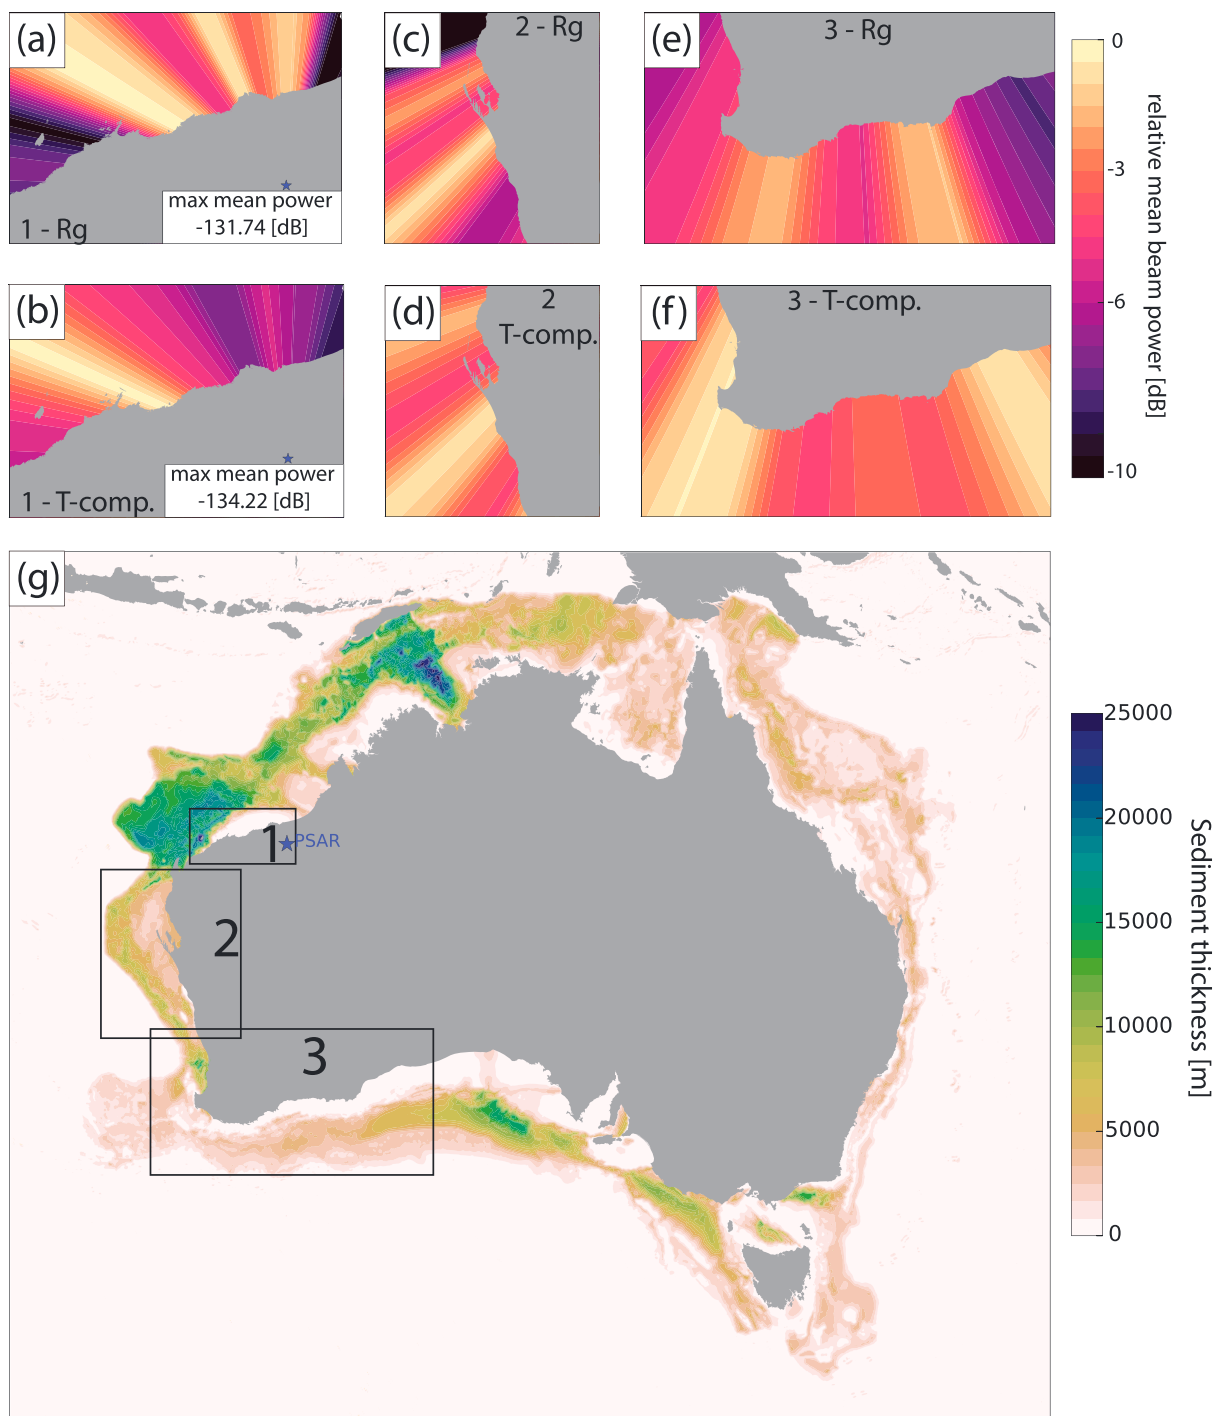 (a)
1 - Rg
max mean power
-131.74 [dB]
(c)
2 - Rg
(e)
3 - Rg
0
-3
-6
-10
relative mean beam power [dB]
(b)
1 - T-comp.
max mean power
-134.22 [dB]
(d)
2
T-comp.
(f)
3 - T-comp.
(g)
1
PSAR
2
3
25000
20000
15000
10000
5000
0
Sediment thickness [m]